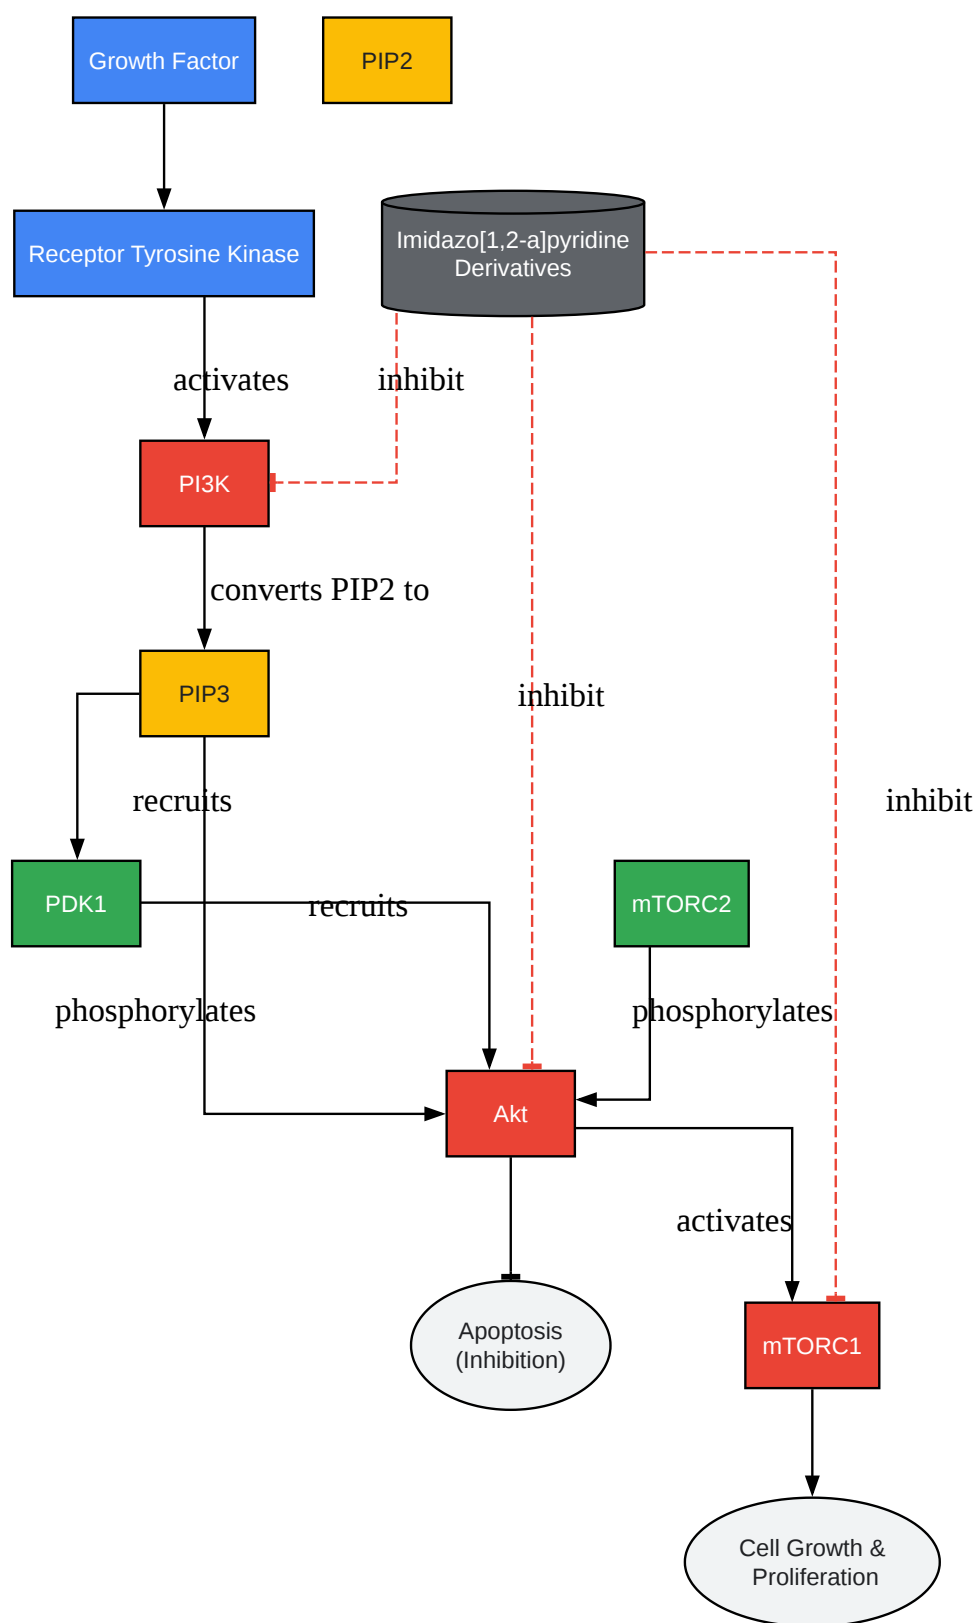 Growth Factor
PIP2
Receptor Tyrosine Kinase
Imidazo[1,2-a]pyridine
Derivatives
activates
inhibit
PI3K
converts PIP2 to
PIP3
inhibit
recruits
inhibit
PDK1
recruits
mTORC2
phosphorylates
phosphorylates
Akt
activates
Apoptosis
(Inhibition)
mTORC1
Cell Growth &
Proliferation